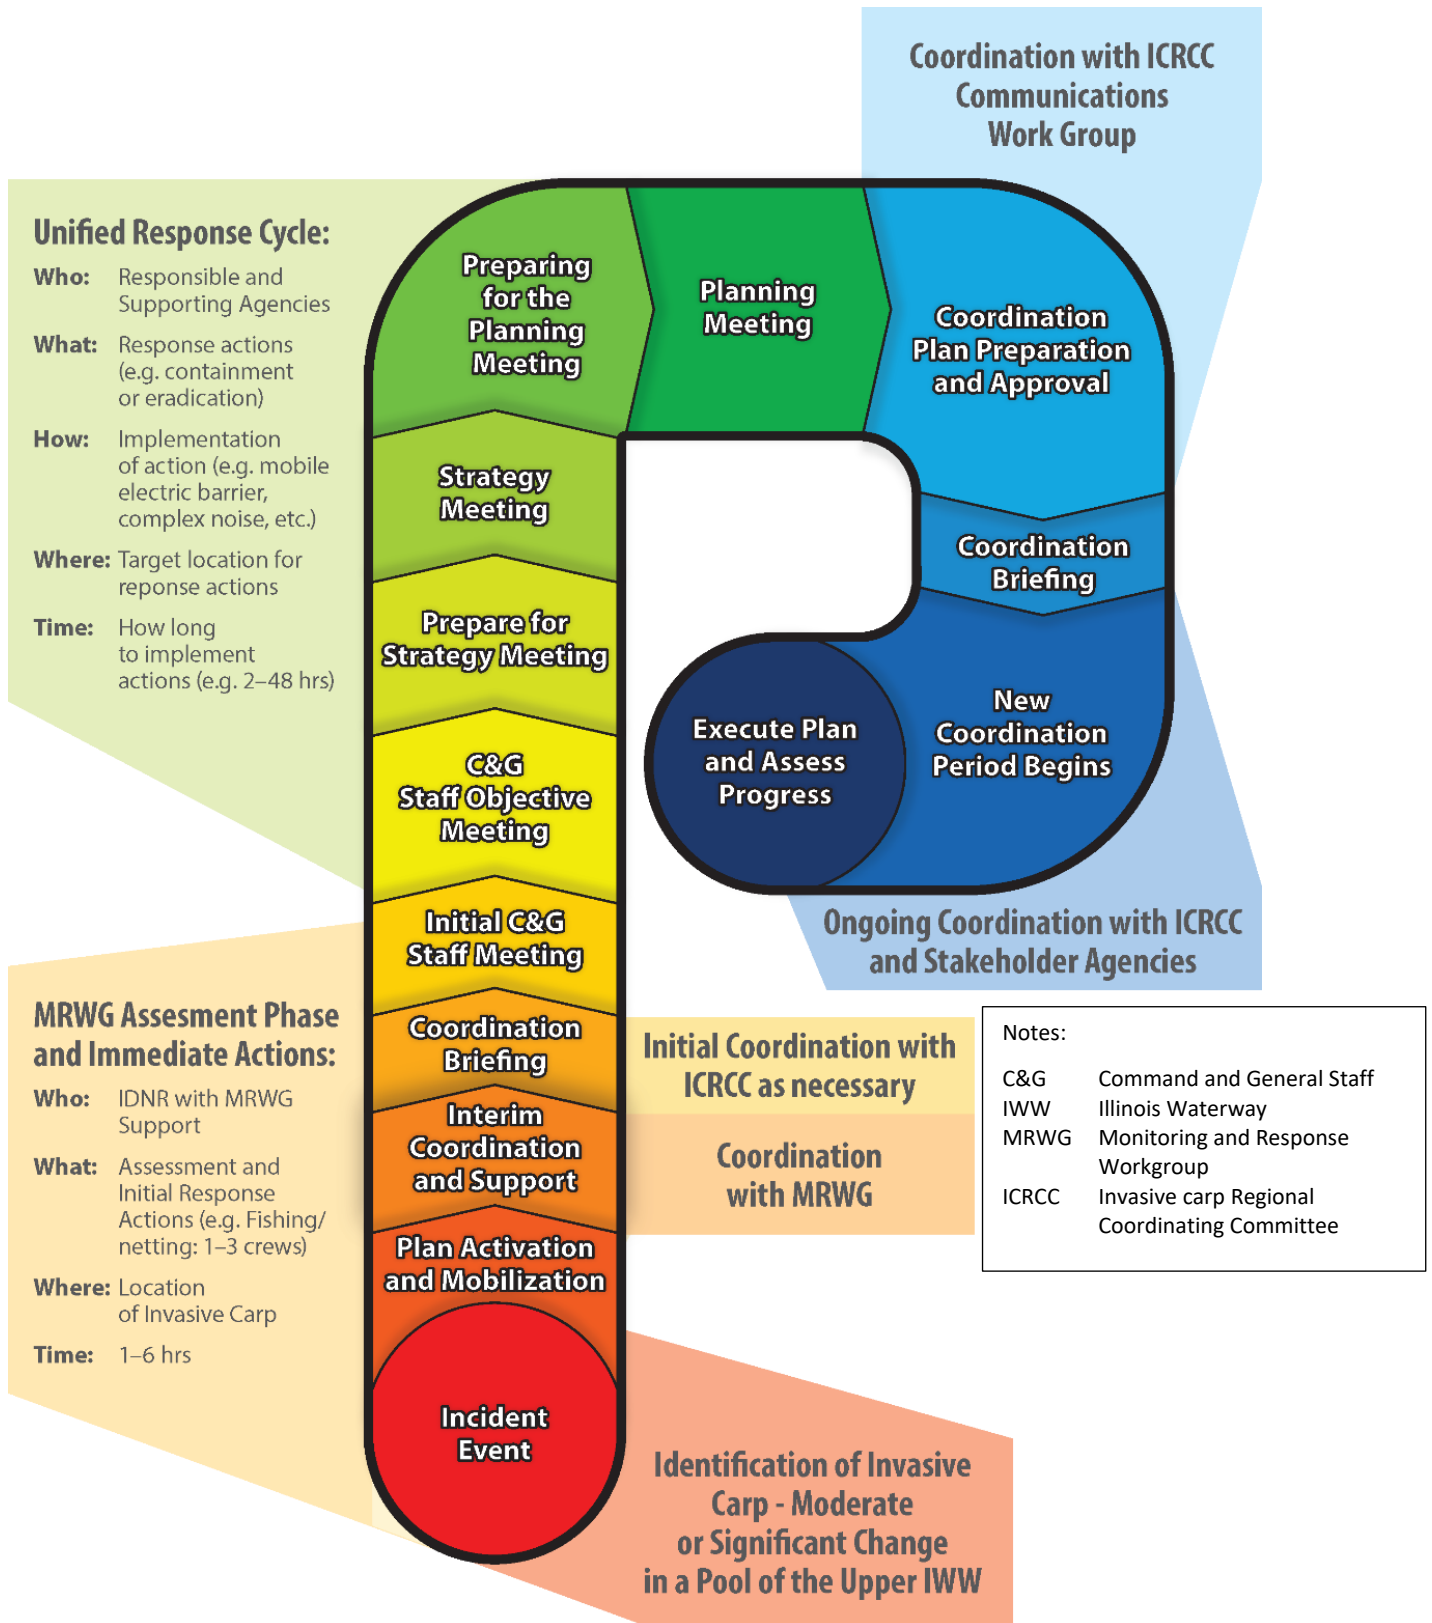 Coordination with ICRCC
Communications
Work Group
Unified Response Cycle:
Who: Responsible and
Supporting Agencies
What: Response actions
(e.g. containment
or eradication)
How: Implementation
of action (e.g. mobile
electric barrier,
complex noise, etc.)
Where: Target location for
reponse actions
Time: How long
to implement
actions (e.g. 2–48 hrs)
Preparing
for the
Planning
Meeting
Planning
Meeting
Coordination
Plan Preparation
and Approval
Strategy
Meeting
Coordination
Briefing
Prepare for
Strategy Meeting
New
Coordination
Period Begins
Execute Plan
and Assess
Progress
C&G
Staff Objective
Meeting
Initial C&G
Staff Meeting
Ongoing Coordination with ICRCC
and Stakeholder Agencies
MRWG Assesment Phase
and Immediate Actions:
Who: IDNR with MRWG
Support
What: Assessment and
Initial Response
Actions (e.g. Fishing/
netting: 1–3 crews)
Where: Location
of Invasive Carp
Time: 1–6 hrs
Coordination
Briefing
Initial Coordination with
ICRCC as necessary
Interim
Coordination
and Support
Coordination
with MRWG
Plan Activation
and Mobilization
Incident
Event
Identification of Invasive
Carp - Moderate
or Significant Change
in a Pool of the Upper IWW
Notes:
C&G Command and General Staff
IWW Illinois Waterway
MRWG Monitoring and Response
Workgroup
ICRCC Invasive carp Regional
Coordinating Committee